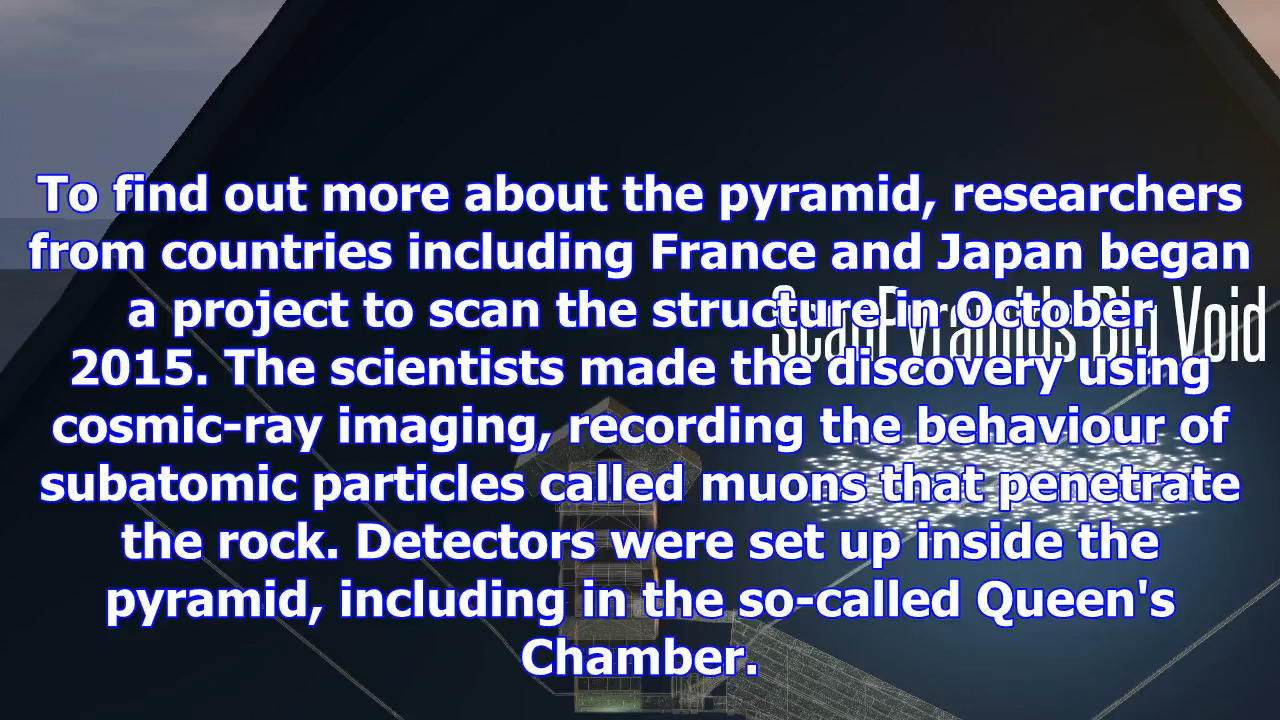 To find out more about the pyramid, researchers
from countries including France and Japan began
a project to scan the structure in October
ScanPyramids Big Void
2015. The scientists made the discovery using
cosmic-ray imaging, recording the behaviour of
subatomic particles called muons that penetrate
the rock. Detectors were set up inside the
pyramid, including in the so-called Queen's
Chamber.